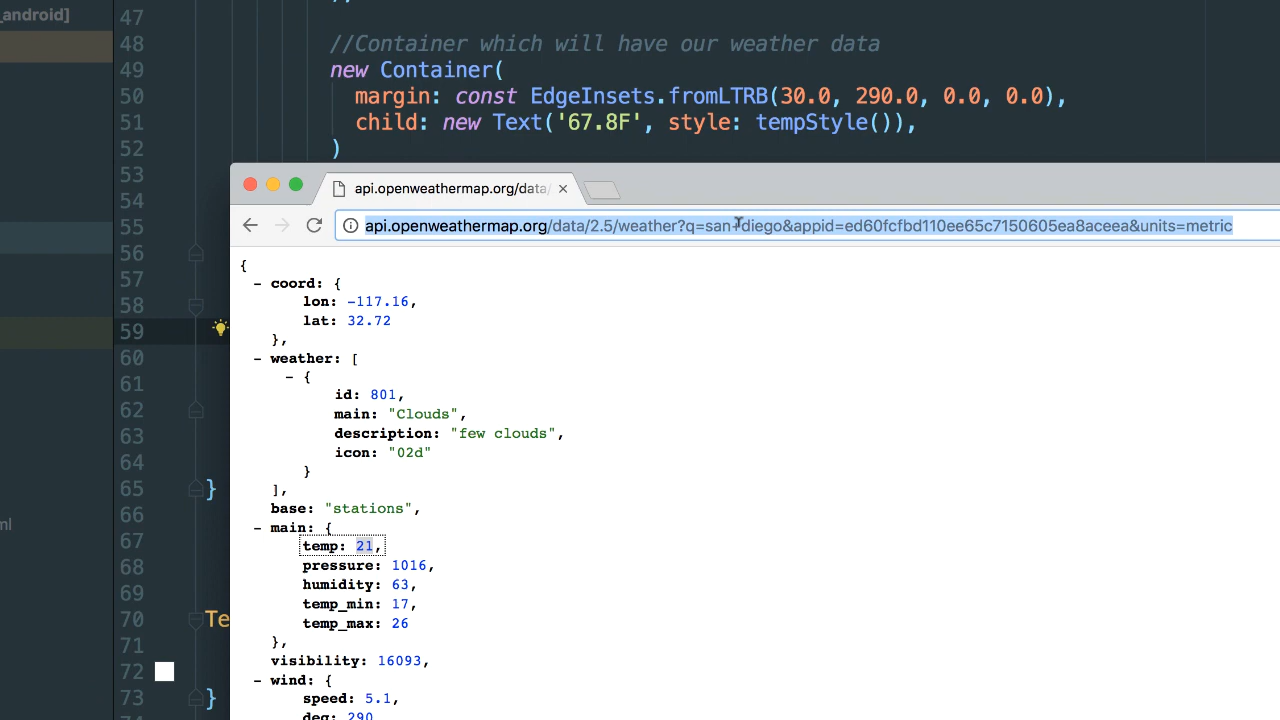 _android]
47
48 //Container which will have our weather data
49 new Container(
50 margin: const EdgeInsets.fromLTRB(30.0, 290.0, 0.0, 0.0),
51 child: new Text('67.8F', style: tempStyle()),
52 )
53
54
55
56
57
58
59
60
61
62
63
64
65 }
66
67
68
69
70 Te
71
72
73 }
ml
api.openweathermap.org/data/
api.openweathermap.org/data/2.5/weather?q=san+diego&appid=ed60fcfbd110ee65c7150605ea8aceea&units=metric
{
- coord: {
lon: -117.16,
lat: 32.72
},
- weather: [
- {
id: 801,
main: "Clouds",
description: "few clouds",
icon: "02d"
}
],
base: "stations",
- main: {
temp: 21,
pressure: 1016,
humidity: 63,
temp_min: 17,
temp_max: 26
},
visibility: 16093,
- wind: {
speed: 5.1,
deg: 290